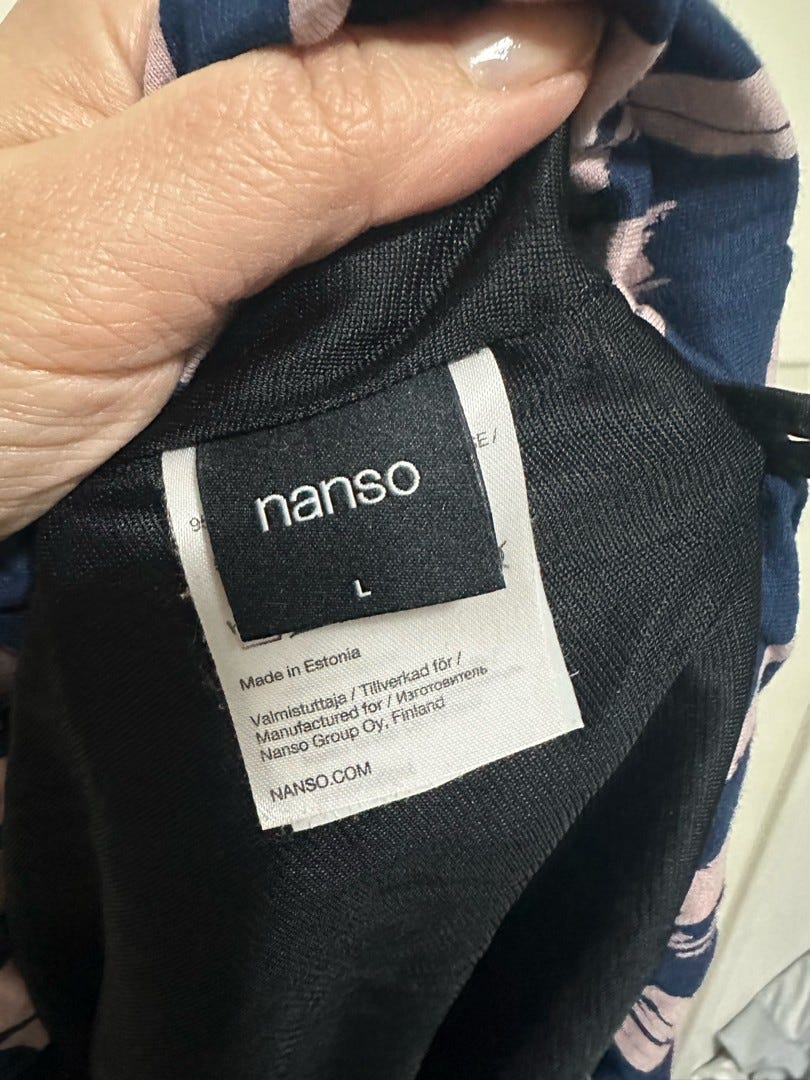 nanso
L
Made in Estonia
Valmistuttaja / Tillverkad för /
Manufactured for / Изготовитель
Nanso Group Oy, Finland
NANSO.COM